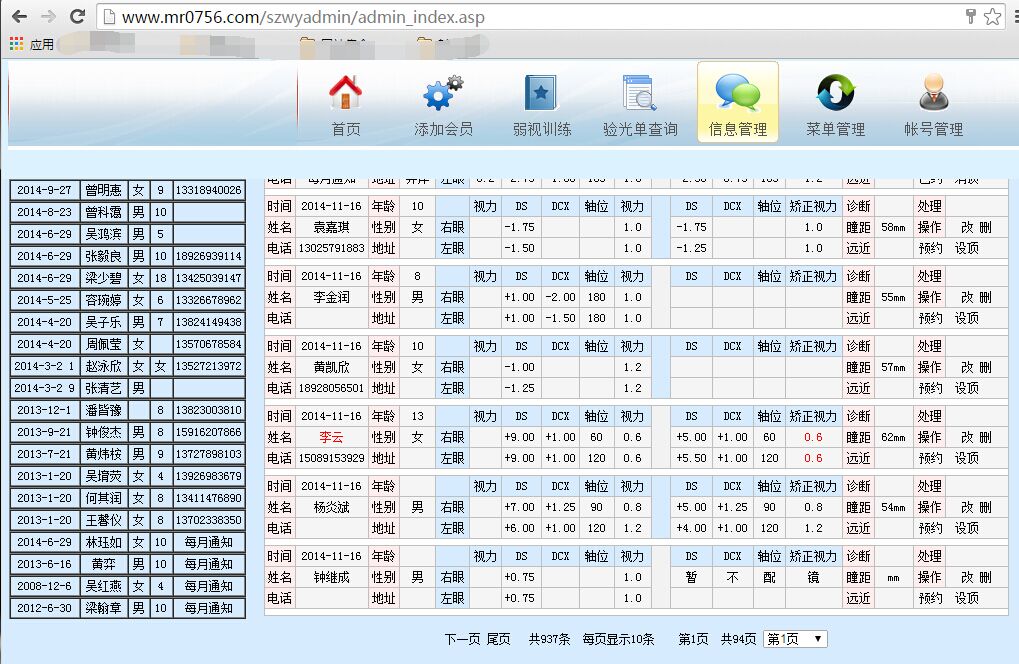 www.mr0756.com/szwyadmin/admin_index.asp
应用
首页 添加会员 弱视训练 验光单查询 信息管理 菜单管理 帐号管理
2014-9-27 曾明惠 女 9 13318940026
2014-8-23 曾科霭 男 10
2014-6-29 吴鸿滨 男 5
2014-6-29 张毅良 男 10 18926939114
2014-6-29 梁少碧 女 18 13425039147
2014-5-25 容琬婷 女 6 13326678962
2014-4-20 吴子乐 男 7 13824149438
2014-4-20 周佩莹 女 13570678584
2014-3-2 1 赵泳欣 女 女 13527213972
2014-3-2 9 张清艺 男
2013-12-1 潘皆豫 8 13823003810
2013-9-21 钟俊杰 男 8 15916207866
2013-7-21 黄炜桉 男 9 13727898103
2013-1-20 吴堉荧 女 4 13926983679
2013-1-20 何其润 女 8 13411476890
2013-1-20 王馨仪 女 8 13702338350
2014-6-29 林珏如 女 10 每月通知
2013-6-16 黄弈 男 10 每月通知
2008-12-6 吴红燕 女 4 每月通知
2012-6-30 梁翰章 男 10 每月通知
时间 2014-11-16 年龄 10 视力 DS DCX 轴位 视力 DS DCX 轴位 矫正视力 诊断 处理
姓名 袁嘉琪 性别 女 右眼 -1.75 1.0 -1.75 1.0 瞳距 58mm 操作 改 删
电话 13025791883 地址 左眼 -1.50 1.0 -1.25 1.0 远近 预约 设顶
时间 2014-11-16 年龄 8 视力 DS DCX 轴位 视力 DS DCX 轴位 矫正视力 诊断 处理
姓名 李金润 性别 男 右眼 +1.00 -2.00 180 1.0 瞳距 55mm 操作 改 删
电话 地址 左眼 +1.00 -1.50 180 1.0 远近 预约 设顶
时间 2014-11-16 年龄 10 视力 DS DCX 轴位 视力 DS DCX 轴位 矫正视力 诊断 处理
姓名 黄凯欣 性别 女 右眼 -1.00 1.2 瞳距 57mm 操作 改 删
电话 18928056501 地址 左眼 -1.25 1.2 远近 预约 设顶
时间 2014-11-16 年龄 13 视力 DS DCX 轴位 视力 DS DCX 轴位 矫正视力 诊断 处理
姓名 李云 性别 女 右眼 +9.00 +1.00 60 0.6 +5.00 +1.00 60 0.6 瞳距 62mm 操作 改 删
电话 15089153929 地址 左眼 +9.00 +1.00 120 0.6 +5.50 +1.00 120 0.6 远近 预约 设顶
时间 2014-11-16 年龄 视力 DS DCX 轴位 视力 DS DCX 轴位 矫正视力 诊断 处理
姓名 杨炎斌 性别 男 右眼 +7.00 +1.25 90 0.8 +5.00 +1.25 90 0.8 瞳距 54mm 操作 改 删
电话 地址 左眼 +6.00 +1.00 120 1.2 +4.00 +1.00 120 1.2 远近 预约 设顶
时间 2014-11-16 年龄 视力 DS DCX 轴位 视力 DS DCX 轴位 矫正视力 诊断 处理
姓名 钟继成 性别 男 右眼 +0.75 1.0 暂 不 配 镜 瞳距 mm 操作 改 删
电话 地址 左眼 +0.75 1.0 远近 预约 设顶
下一页 尾页 共937条 每页显示10条 第1页 共94页 第1页